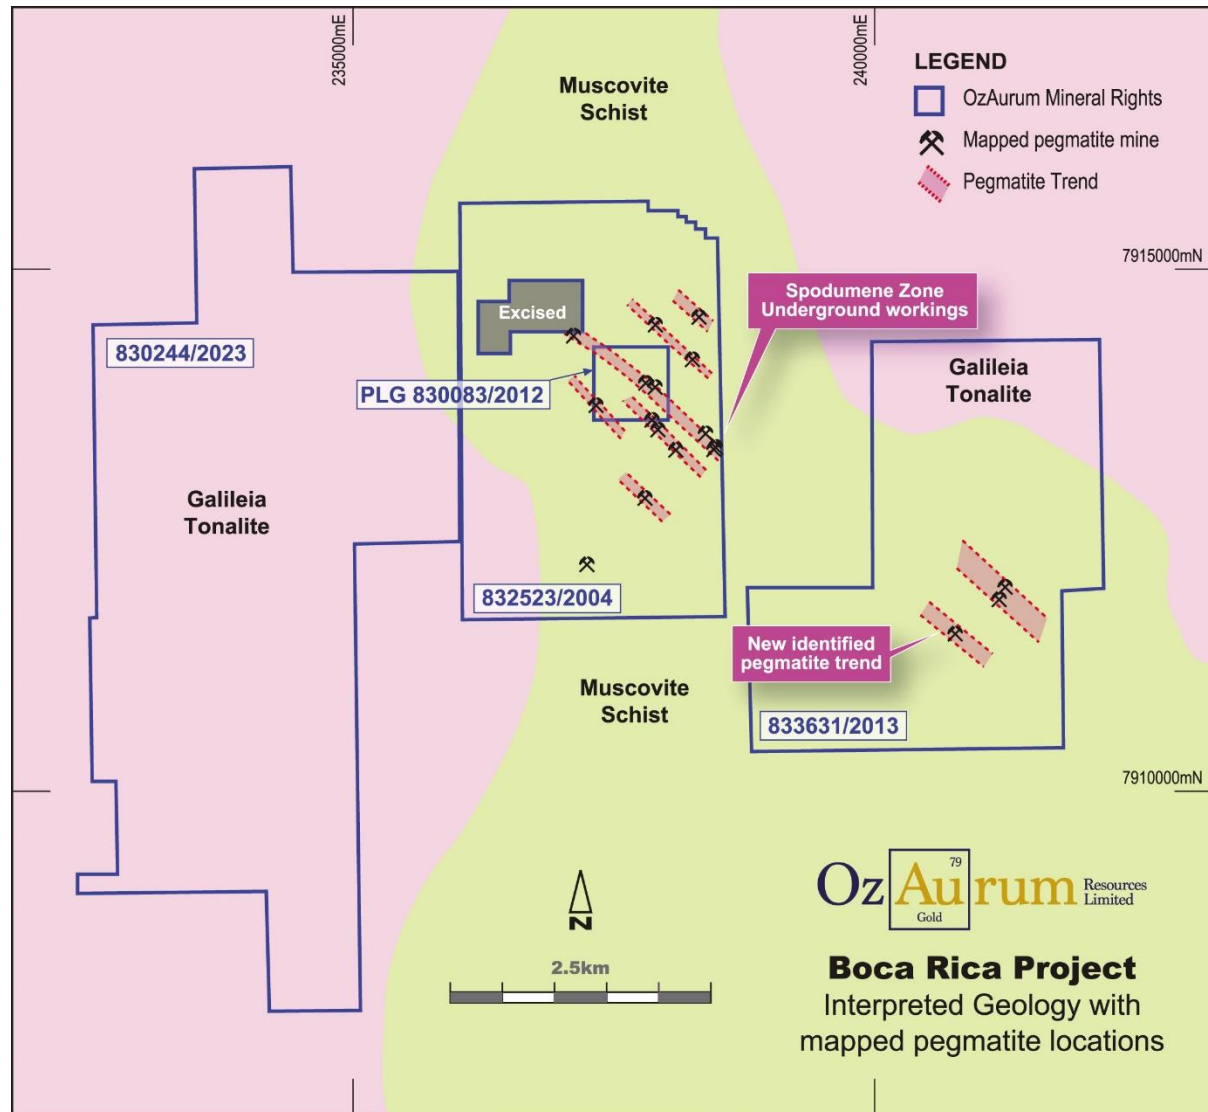 235000mE
240000mE
LEGEND
OzAurum Mineral Rights
Mapped pegmatite mine
Pegmatite Trend
Muscovite
Schist
7915000mN
Spodumene Zone
Underground workings
Excised
830244/2023
PLG 830083/2012
Galileia
Tonalite
Galileia
Tonalite
832523/2004
New identified
pegmatite trend
Muscovite
Schist
833631/2013
7910000mN
N
2.5km
OzAurum
79
Gold
Resources
Limited
Boca Rica Project
Interpreted Geology with
mapped pegmatite locations